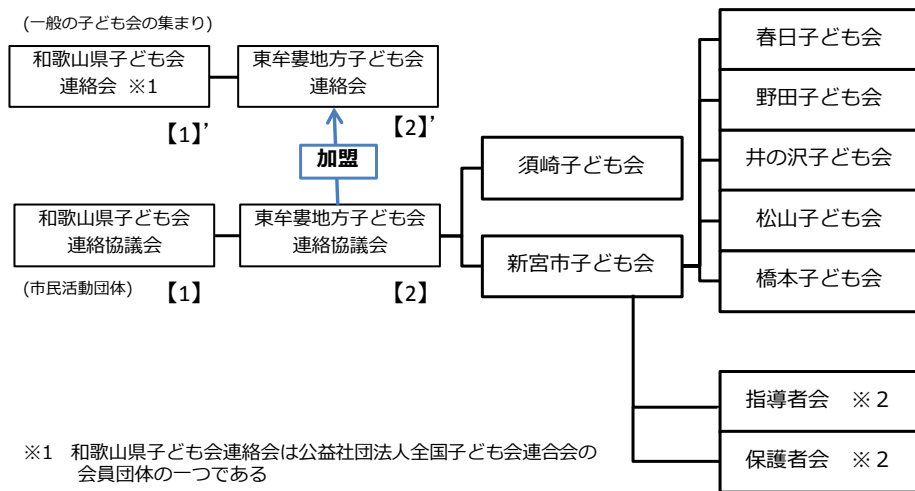 (一般の子ども会の集まり)
和歌山県子ども会
連絡会 ※1
東牟婁地方子ども会
連絡会
【1】’
【2】’
加盟
和歌山県子ども会
連絡協議会
東牟婁地方子ども会
連絡協議会
(市民活動団体)
【1】
【2】
須崎子ども会
新宮市子ども会
春日子ども会
野田子ども会
井の沢子ども会
松山子ども会
橋本子ども会
指導者会 ※2
保護者会 ※2
※1 和歌山県子ども会連絡会は公益社団法人全国子ども会連合会の
会員団体の一つである